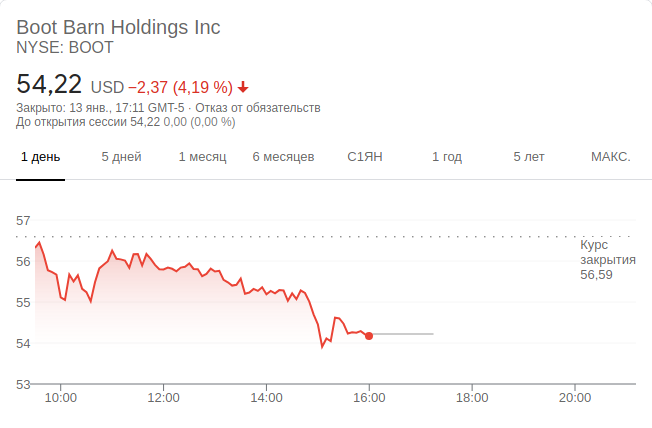 Boot Barn Holdings Inc
NYSE: BOOT
54,22 USD −2,37 (4,19 %)
Закрыто: 13 янв., 17:11 GMT-5 · Отказ от обязательств
До открытия сессии 54,22 0,00 (0,00 %)
1 день 5 дней 1 месяц 6 месяцев С1ЯН 1 год 5 лет МАКС.
57
Курс
56
закрытия
56,59
55
54
53
10:00 12:00 14:00 16:00 18:00 20:00